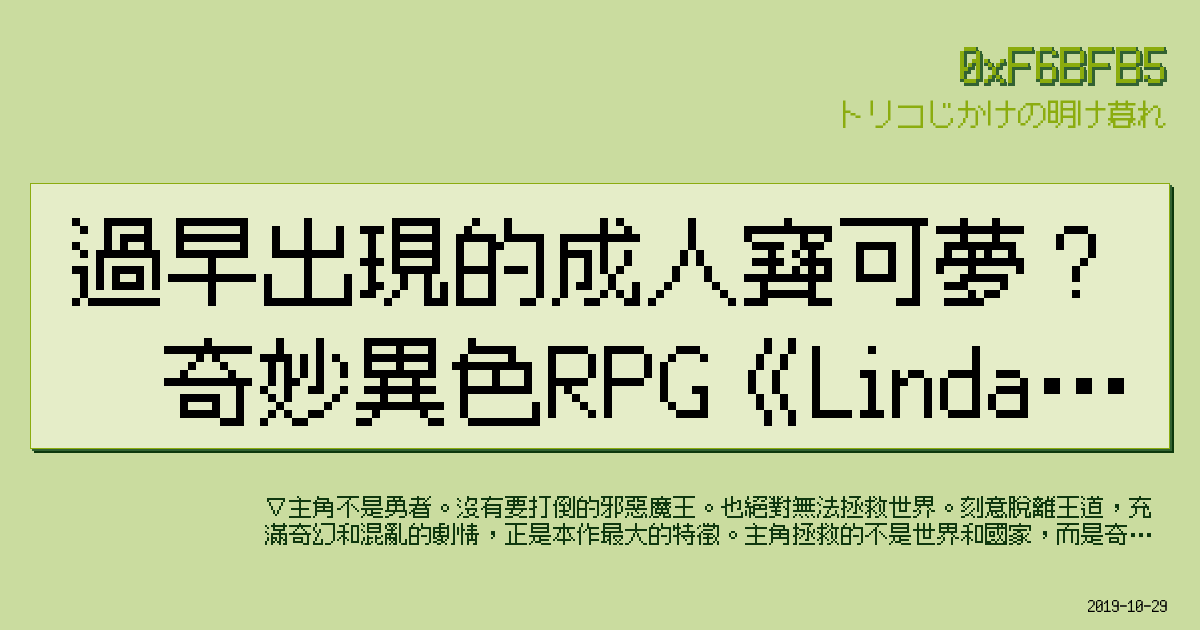 0xF6BFB5
トリコじかけの明け暮れ
過早出現的成人寶可夢？
奇妙異色RPG《Linda…
▽主角不是勇者。沒有要打倒的邪惡魔王。也絕對無法拯救世界。刻意脫離王道，充
滿奇幻和混亂的劇情，正是本作最大的特徵。主角拯救的不是世界和國家，而是奇…
2019-10-29